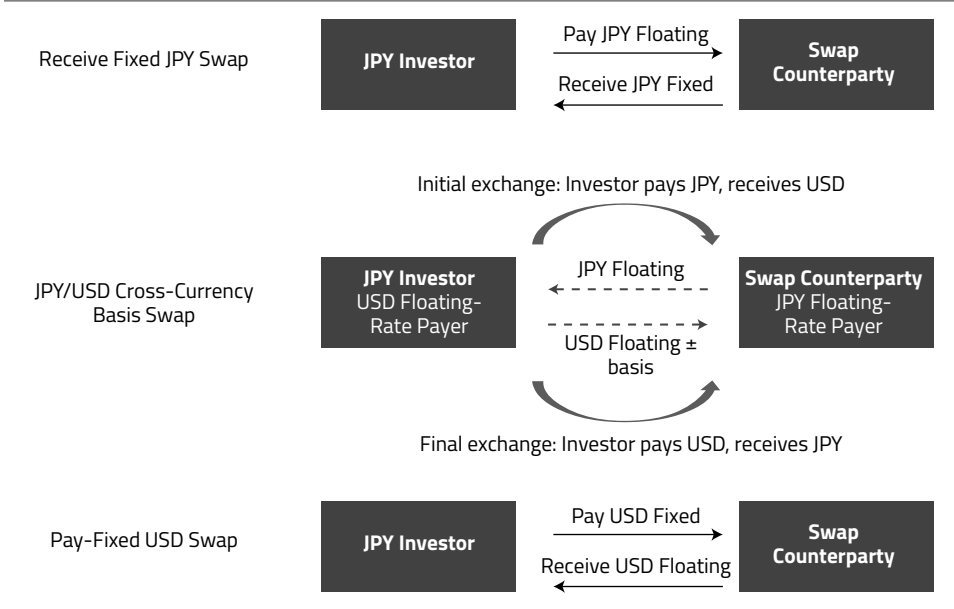 Receive Fixed JPY Swap
JPY Investor
Pay JPY Floating
Receive JPY Fixed
Swap
Counterparty
Initial exchange: Investor pays JPY, receives USD
JPY/USD Cross-Currency
Basis Swap
JPY Investor
USD Floating-
Rate Payer
JPY Floating
USD Floating ±
basis
Swap Counterparty
JPY Floating-
Rate Payer
Final exchange: Investor pays USD, receives JPY
Pay-Fixed USD Swap
JPY Investor
Pay USD Fixed
Receive USD Floating
Swap
Counterparty